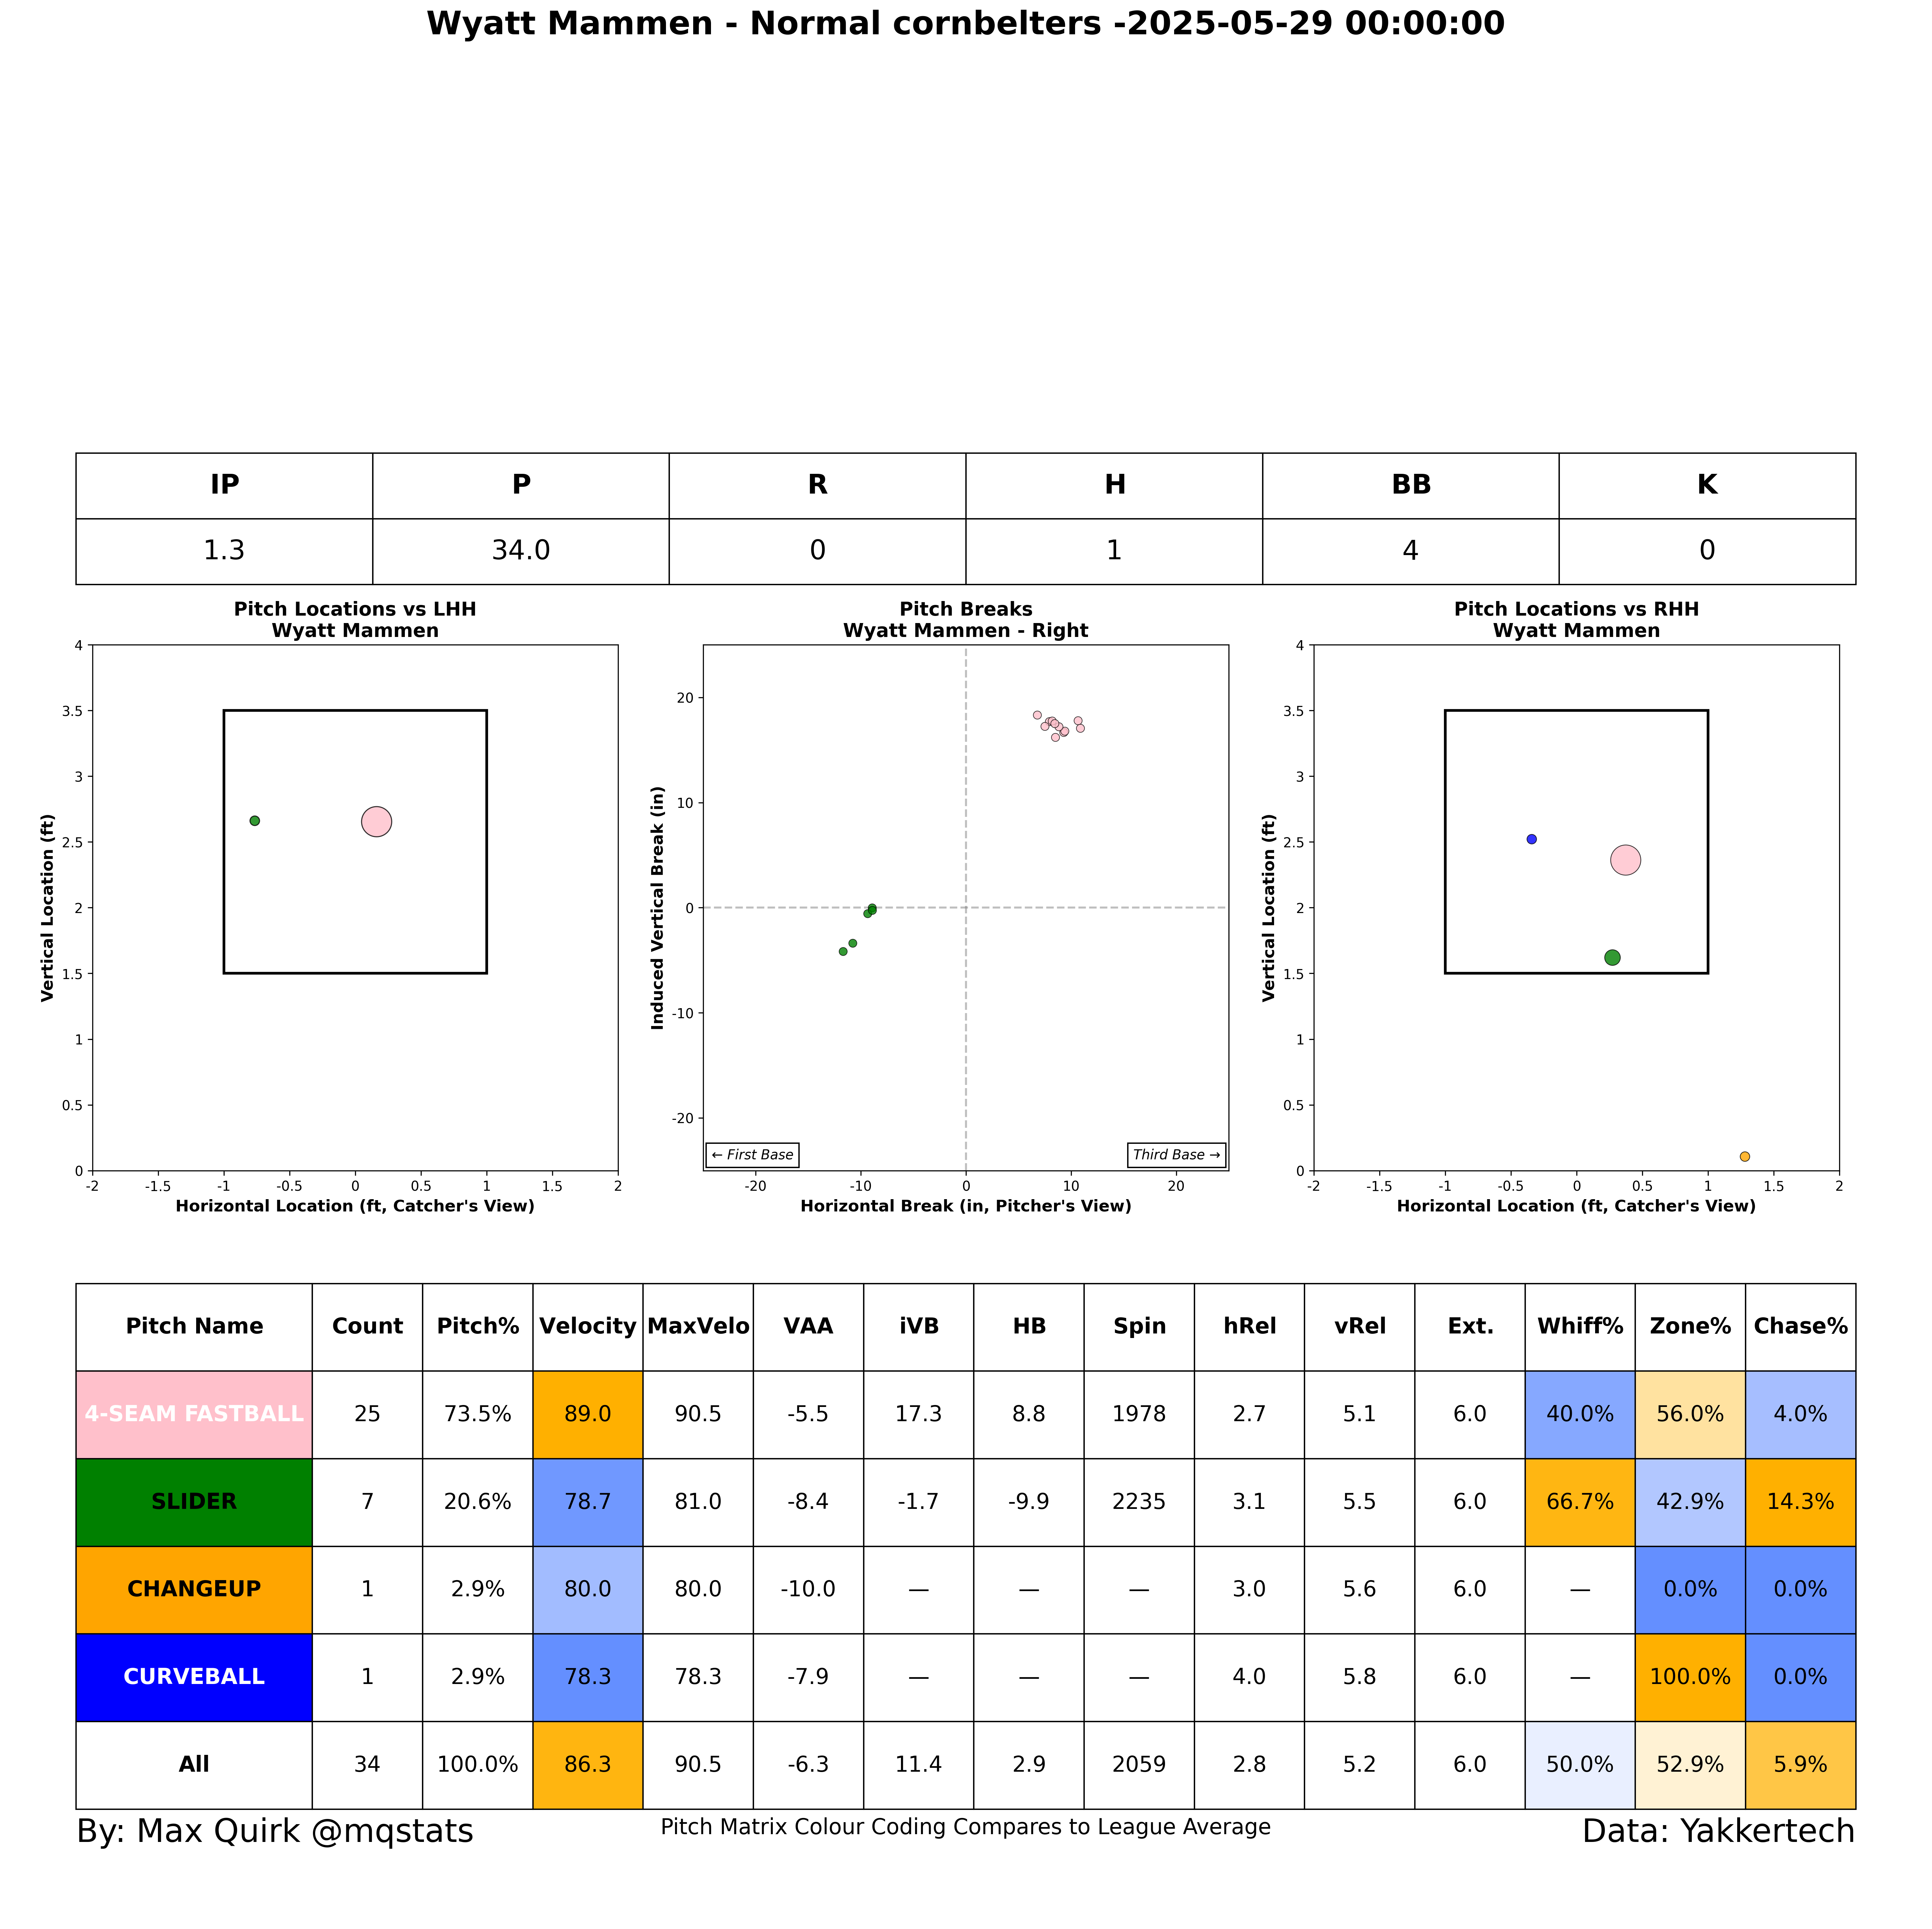 Wyatt Mammen - Normal cornbelters -2025-05-29 00:00:00
IP P R H BB K
1.3 34.0 0 1 4 0
Pitch Locations vs LHH
Wyatt Mammen
4
3.5
3
2.5
2
1.5
1
0.5
0
Vertical Location (ft)
-2 -1.5 -1 -0.5 0 0.5 1 1.5 2
Horizontal Location (ft, Catcher's View)
Pitch Breaks
Wyatt Mammen - Right
20
10
0
-10
-20
Induced Vertical Break (in)
← First Base Third Base →
-20 -10 0 10 20
Horizontal Break (in, Pitcher's View)
Pitch Locations vs RHH
Wyatt Mammen
4
3.5
3
2.5
2
1.5
1
0.5
0
Vertical Location (ft)
-2 -1.5 -1 -0.5 0 0.5 1 1.5 2
Horizontal Location (ft, Catcher's View)
Pitch Name Count Pitch% Velocity MaxVelo VAA iVB HB Spin hRel vRel Ext. Whiff% Zone% Chase%
4-SEAM FASTBALL 25 73.5% 89.0 90.5 -5.5 17.3 8.8 1978 2.7 5.1 6.0 40.0% 56.0% 4.0%
SLIDER 7 20.6% 78.7 81.0 -8.4 -1.7 -9.9 2235 3.1 5.5 6.0 66.7% 42.9% 14.3%
CHANGEUP 1 2.9% 80.0 80.0 -10.0 — — — 3.0 5.6 6.0 — 0.0% 0.0%
CURVEBALL 1 2.9% 78.3 78.3 -7.9 — — — 4.0 5.8 6.0 — 100.0% 0.0%
All 34 100.0% 86.3 90.5 -6.3 11.4 2.9 2059 2.8 5.2 6.0 50.0% 52.9% 5.9%
By: Max Quirk @mqstats Pitch Matrix Colour Coding Compares to League Average Data: Yakkertech